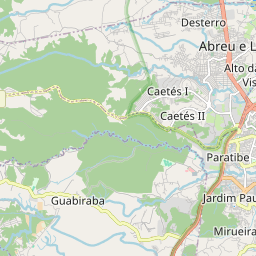 Desterro
Abreu e L
Alto da
Vis
Caetés I
Caetés II
Paratibe
Guabiraba
Jardim Pau
Mirueira